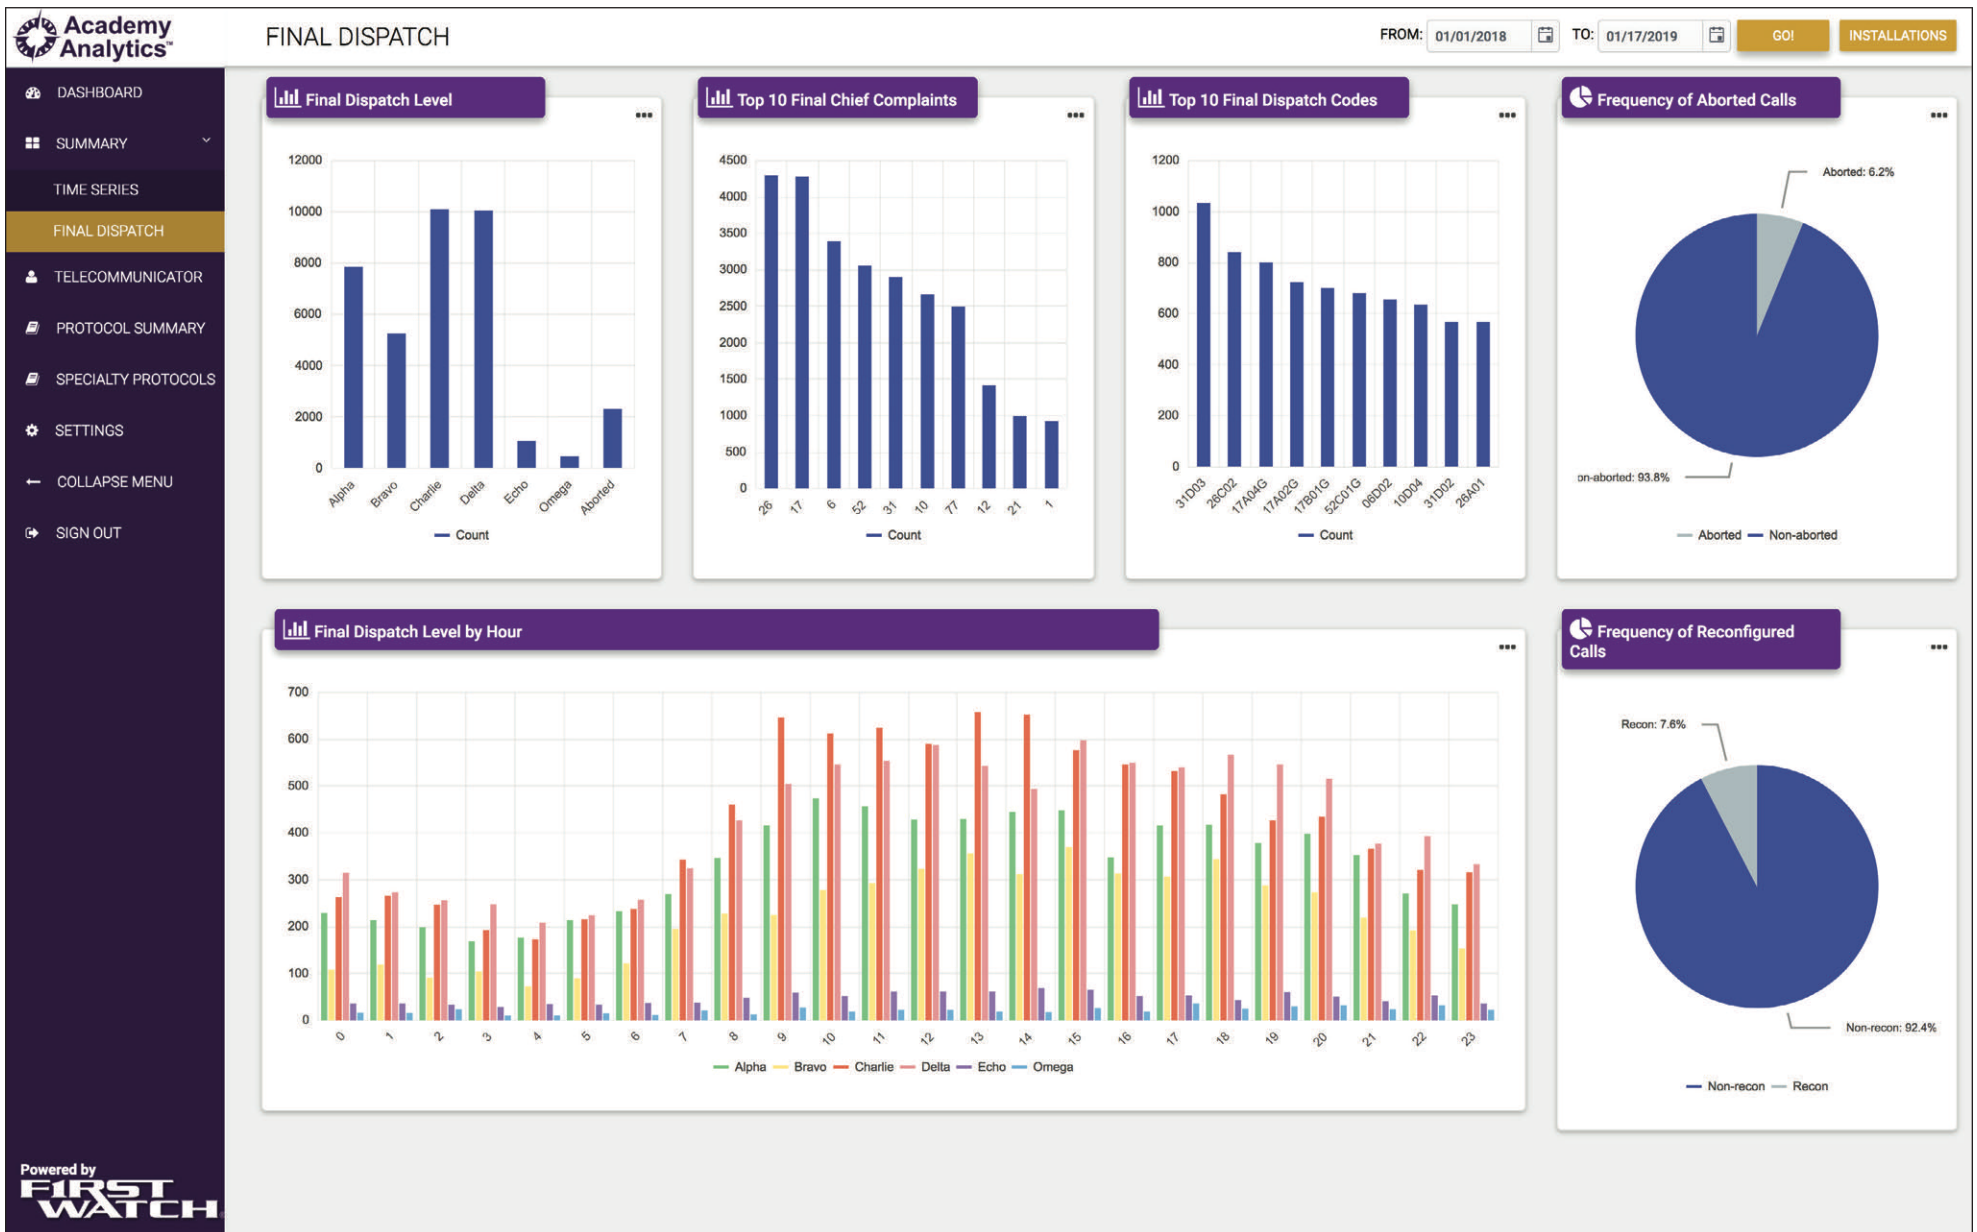 Academy
Analytics™
FINAL DISPATCH
FROM: 01/01/2018 TO: 01/17/2019 GO! INSTALLATIONS
DASHBOARD
SUMMARY
TIME SERIES
FINAL DISPATCH
TELECOMMUNICATOR
PROTOCOL SUMMARY
SPECIALTY PROTOCOLS
SETTINGS
COLLAPSE MENU
SIGN OUT
Powered by
FIRST
WATCH
Final Dispatch Level
12000
10000
8000
6000
4000
2000
0
Alpha Bravo Charlie Delta Echo Omega Aborted
Count
Top 10 Final Chief Complaints
4500
4000
3500
3000
2500
2000
1500
1000
500
0
26 17 6 52 31 10 77 12 21 1
Count
Top 10 Final Dispatch Codes
1200
1000
800
600
400
200
0
31D03 26C02 17A04G 17A02G 17B01G 52C01G 06D02 10D04 31D02 26A01
Count
Frequency of Aborted Calls
Aborted: 6.2%
on-aborted: 93.8%
Aborted Non-aborted
Final Dispatch Level by Hour
700
600
500
400
300
200
100
0
0 1 2 3 4 5 6 7 8 9 10 11 12 13 14 15 16 17 18 19 20 21 22 23
Alpha Bravo Charlie Delta Echo Omega
Frequency of Reconfigured
Calls
Recon: 7.6%
Non-recon: 92.4%
Non-recon Recon